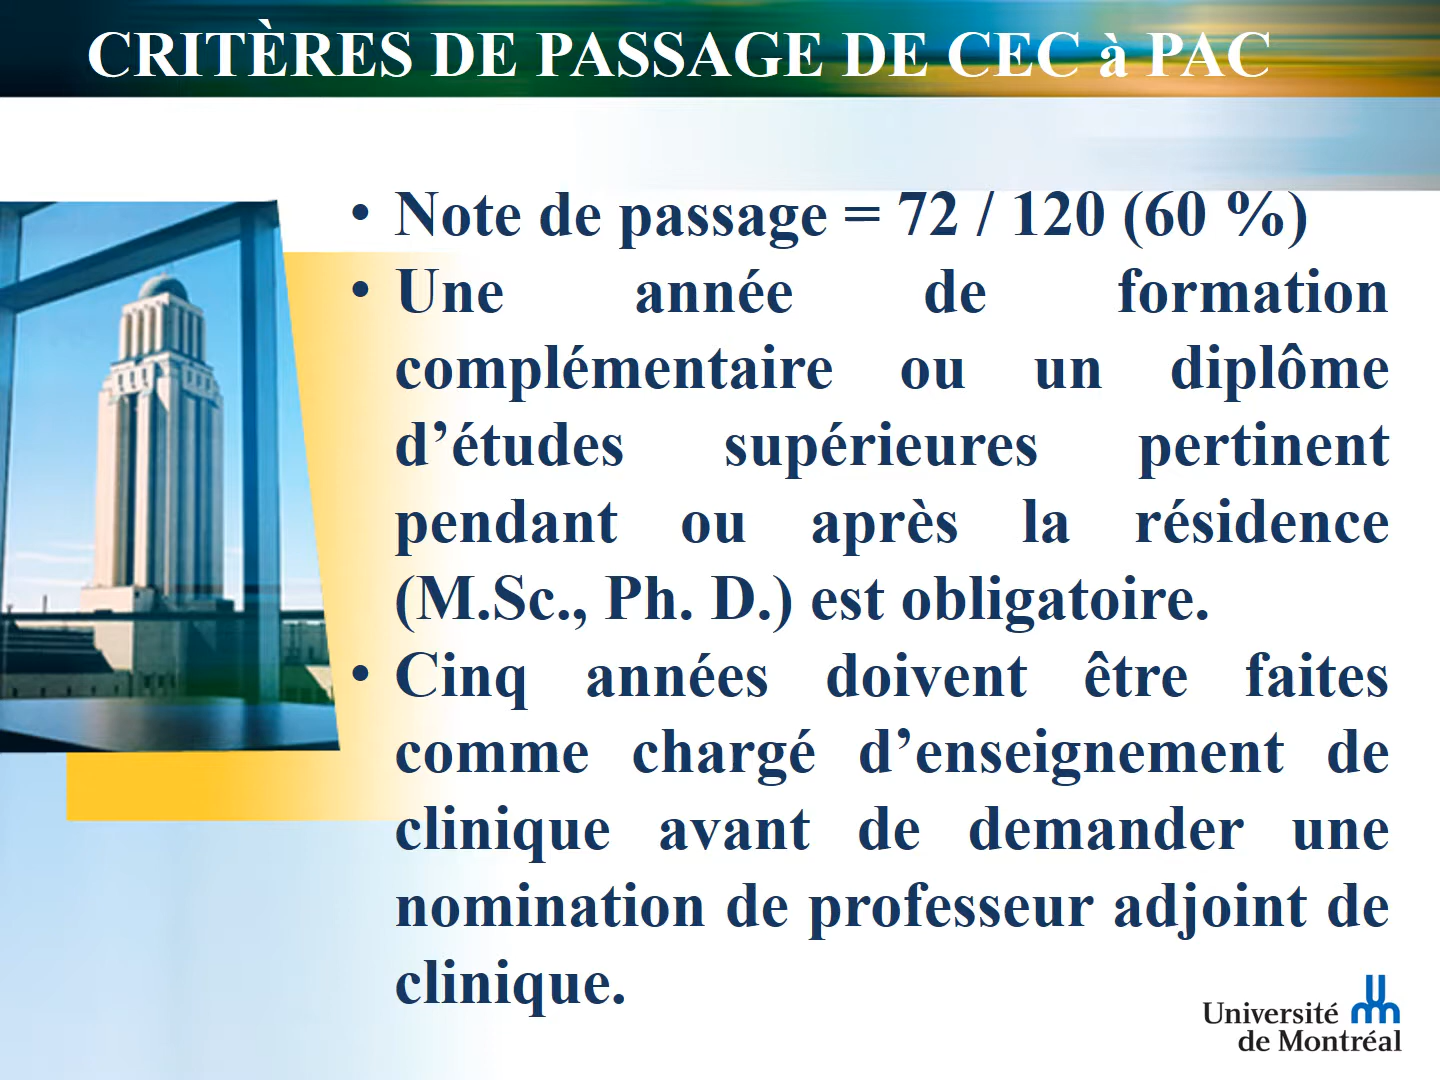 CRITÈRES DE PASSAGE DE CEC à PAC
• Note de passage = 72 / 120 (60 %)
• Une année de formation
complémentaire ou un diplôme
d’études supérieures pertinent
pendant ou après la résidence
(M.Sc., Ph. D.) est obligatoire.
• Cinq années doivent être faites
comme chargé d’enseignement de
clinique avant de demander une
nomination de professeur adjoint de
clinique.
Université
de Montréal